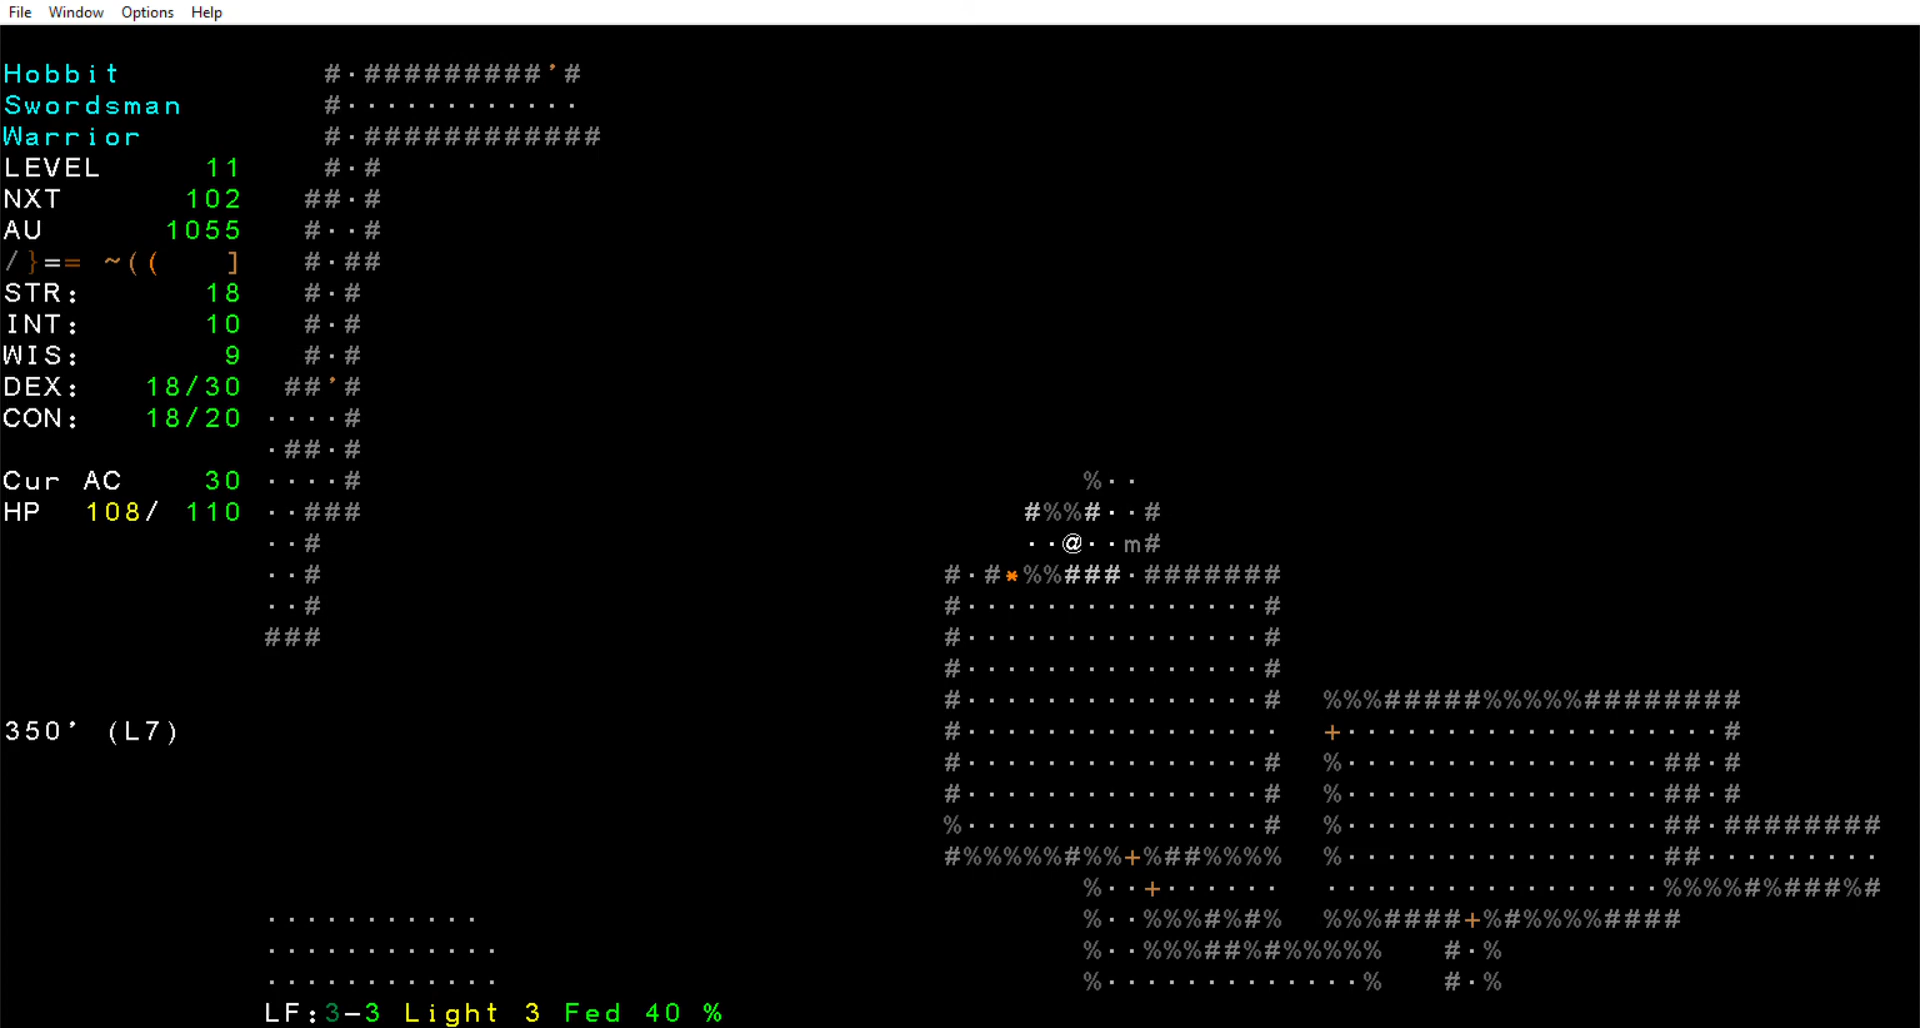 File Window Options Help
Hobbit #.#########'#
Swordsman #............
Warrior #.############
LEVEL 11 #.#
NXT 102 ##.#
AU 1055 #..#
/}== ~(( ] #.##
STR: 18 #.#
INT: 10 #.#
WIS: 9 #.#
DEX: 18/30 ##'#
CON: 18/20 ....#
.##.#
Cur AC 30 ....# %..
HP 108/ 110 ..### #%%#..#
..# ..@..m#
..# #.#*%%###.#######
..# #...............#
### #...............#
#...............#
#...............# %%%#####%%%%%########
350' (L7) #................ +...................#
#...............# %................##.#
#...............# %................##.#
%...............# %................##.########
#%%%%%#%%+%##%%%% %................##.........
%..+...... .................%%%%#%###%#
........... %..%%%#%#% %%%####+%#%%%%####
............ %..%%%##%#%%%%% #.%
............ %.............% #.%
LF:3-3 Light 3 Fed 40 %